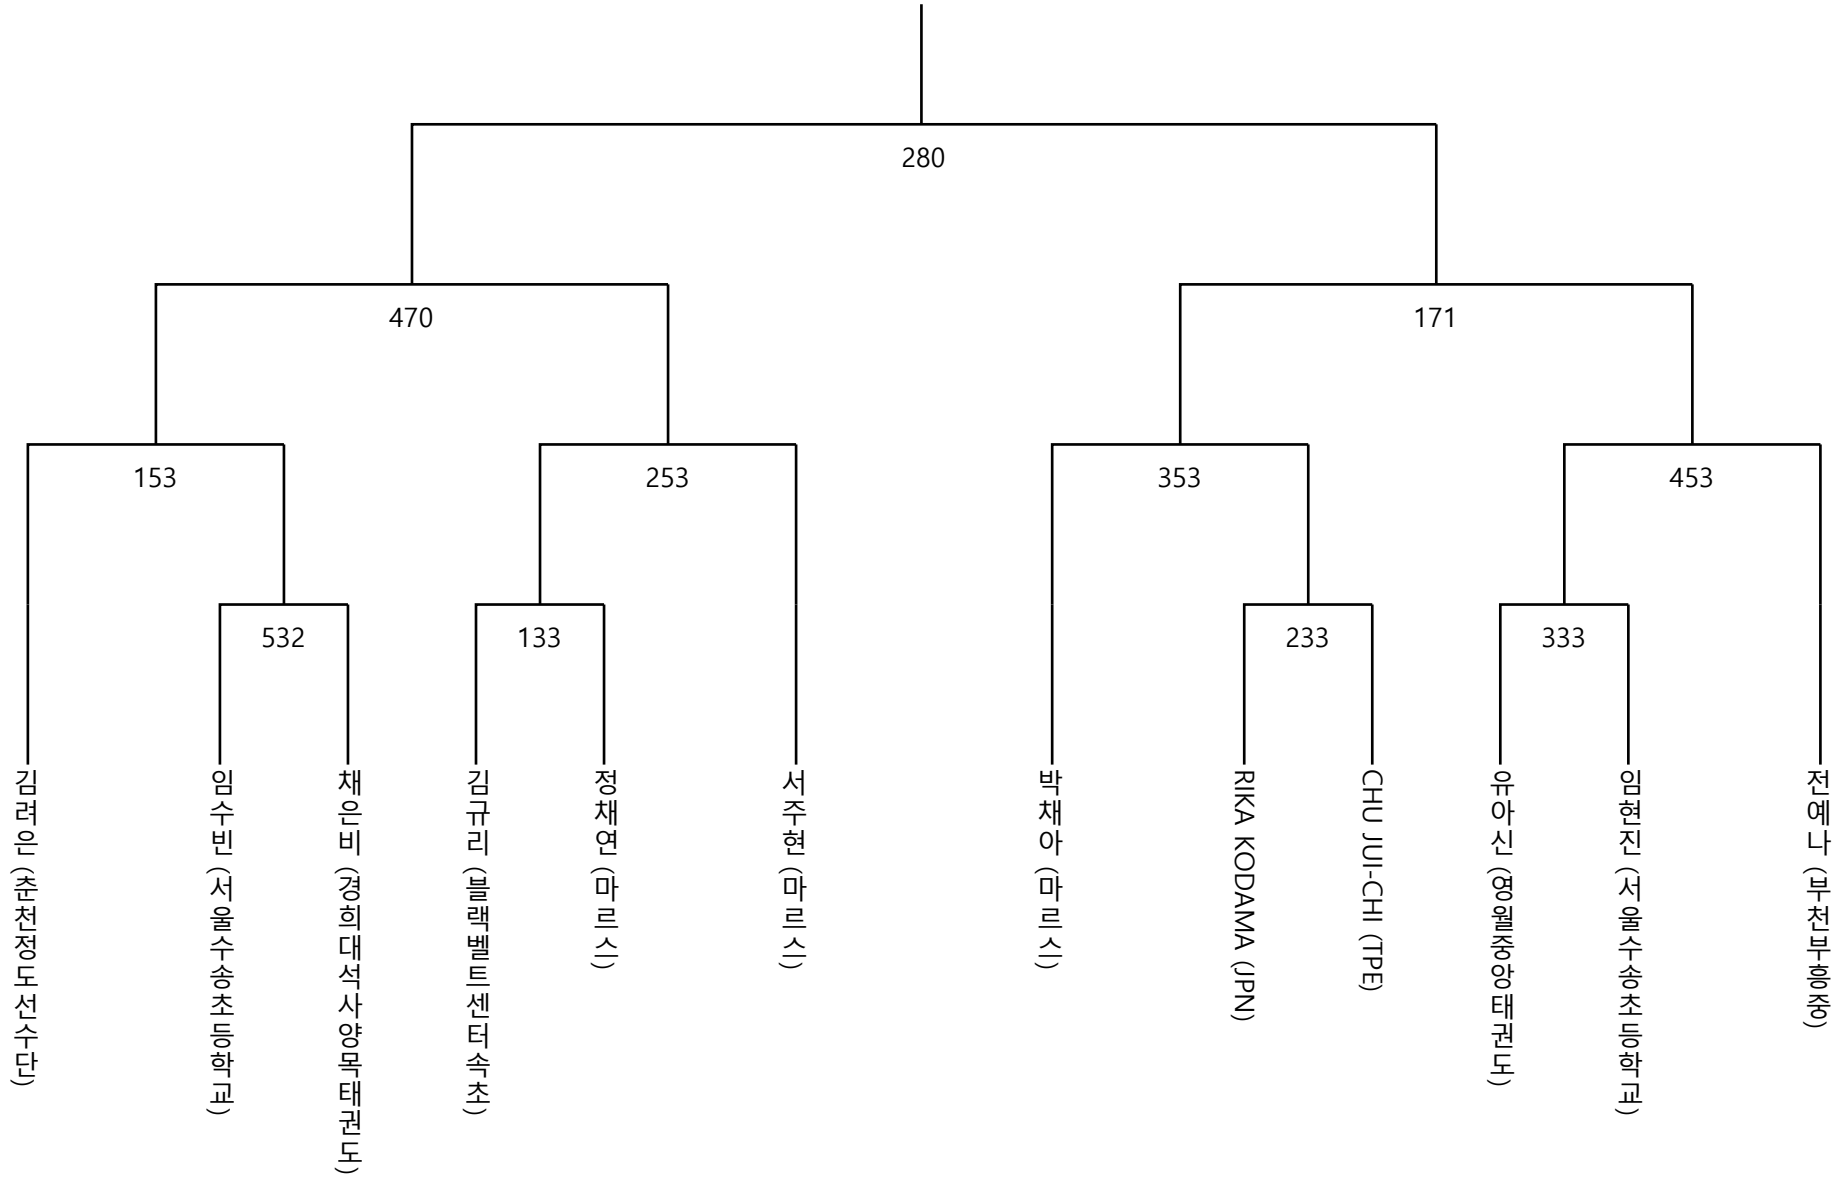 280
470
171
153
253
353
453
532
133
233
333
김려은 (춘천정도선수단)
임수빈 (서울수송초등학교)
채은비 (경희대석사양목태권도)
김규리 (블랙벨트센터속초)
정채연 (마르스)
서주현 (마르스)
박채아 (마르스)
RIKA KODAMA (JPN)
CHU JUI-CHI (TPE)
유아신 (영월중앙태권도)
임현진 (서울수송초등학교)
전예나 (부천부흥중)